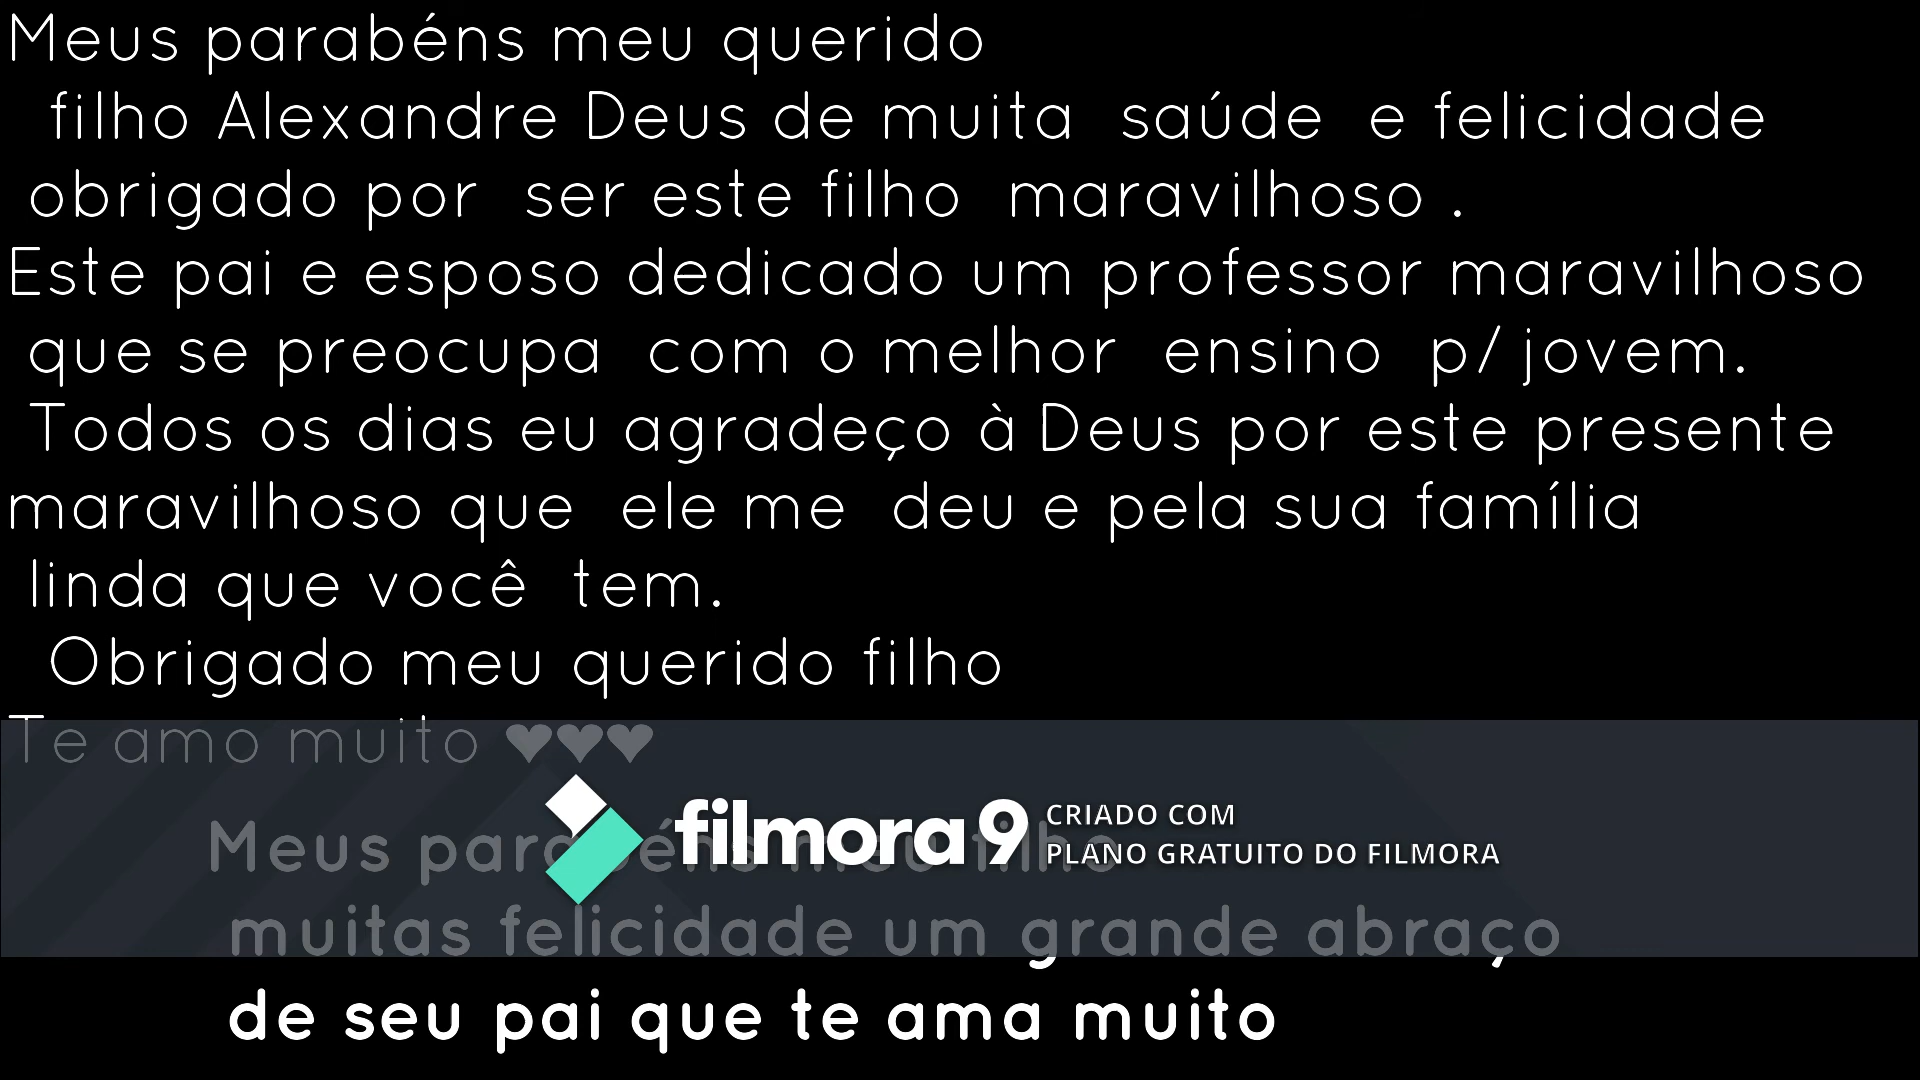 Meus parabéns meu querido
filho Alexandre Deus de muita saúde e felicidade
obrigado por ser este filho maravilhoso .
Este pai e esposo dedicado um professor maravilhoso
que se preocupa com o melhor ensino p/ jovem.
Todos os dias eu agradeço à Deus por este presente
maravilhoso que ele me deu e pela sua família
linda que você tem.
Obrigado meu querido filho
Te amo muito ♥♥♥
filmora 9 CRIADO COM
PLANO GRATUITO DO FILMORA
Meus parabéns meu filho
muitas felicidade um grande abraço
de seu pai que te ama muito